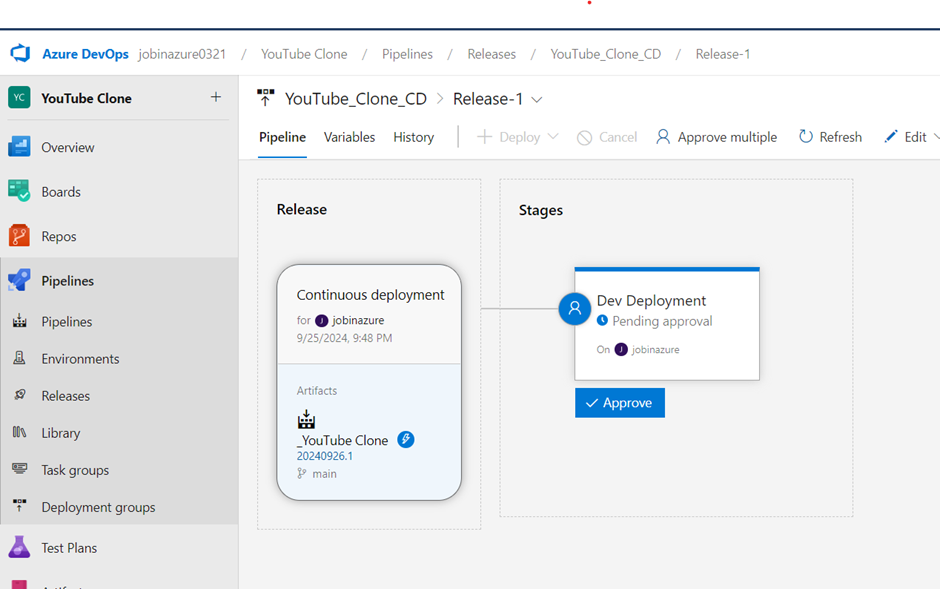 Azure DevOps jobinazure0321 / YouTube Clone / Pipelines / Releases / YouTube_Clone_CD / Release-1
YC YouTube Clone +
YouTube_Clone_CD > Release-1
Pipeline Variables History Deploy Cancel Approve multiple Refresh Edit
Overview
Boards
Repos
Pipelines
Pipelines
Environments
Releases
Library
Task groups
Deployment groups
Test Plans
Release
Continuous deployment
for J jobinazure
9/25/2024, 9:48 PM
Artifacts
_YouTube Clone
20240926.1
main
Stages
Dev Deployment
Pending approval
On J jobinazure
Approve